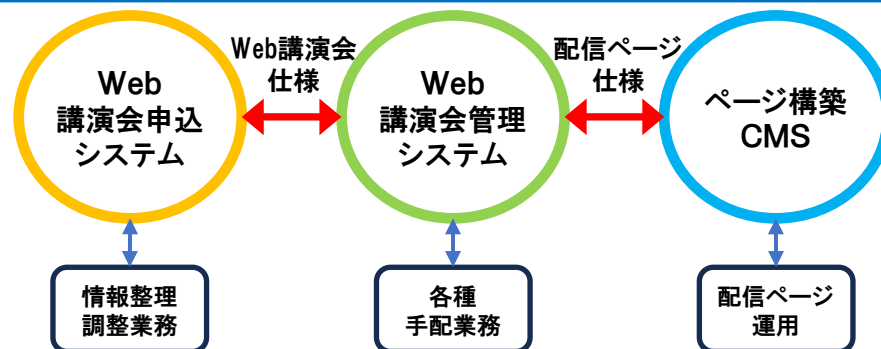 Web講演会
仕様
配信ページ
仕様
Web
講演会申込
システム
Web
講演会管理
システム
ページ構築
CMS
情報整理
調整業務
各種
手配業務
配信ページ
運用